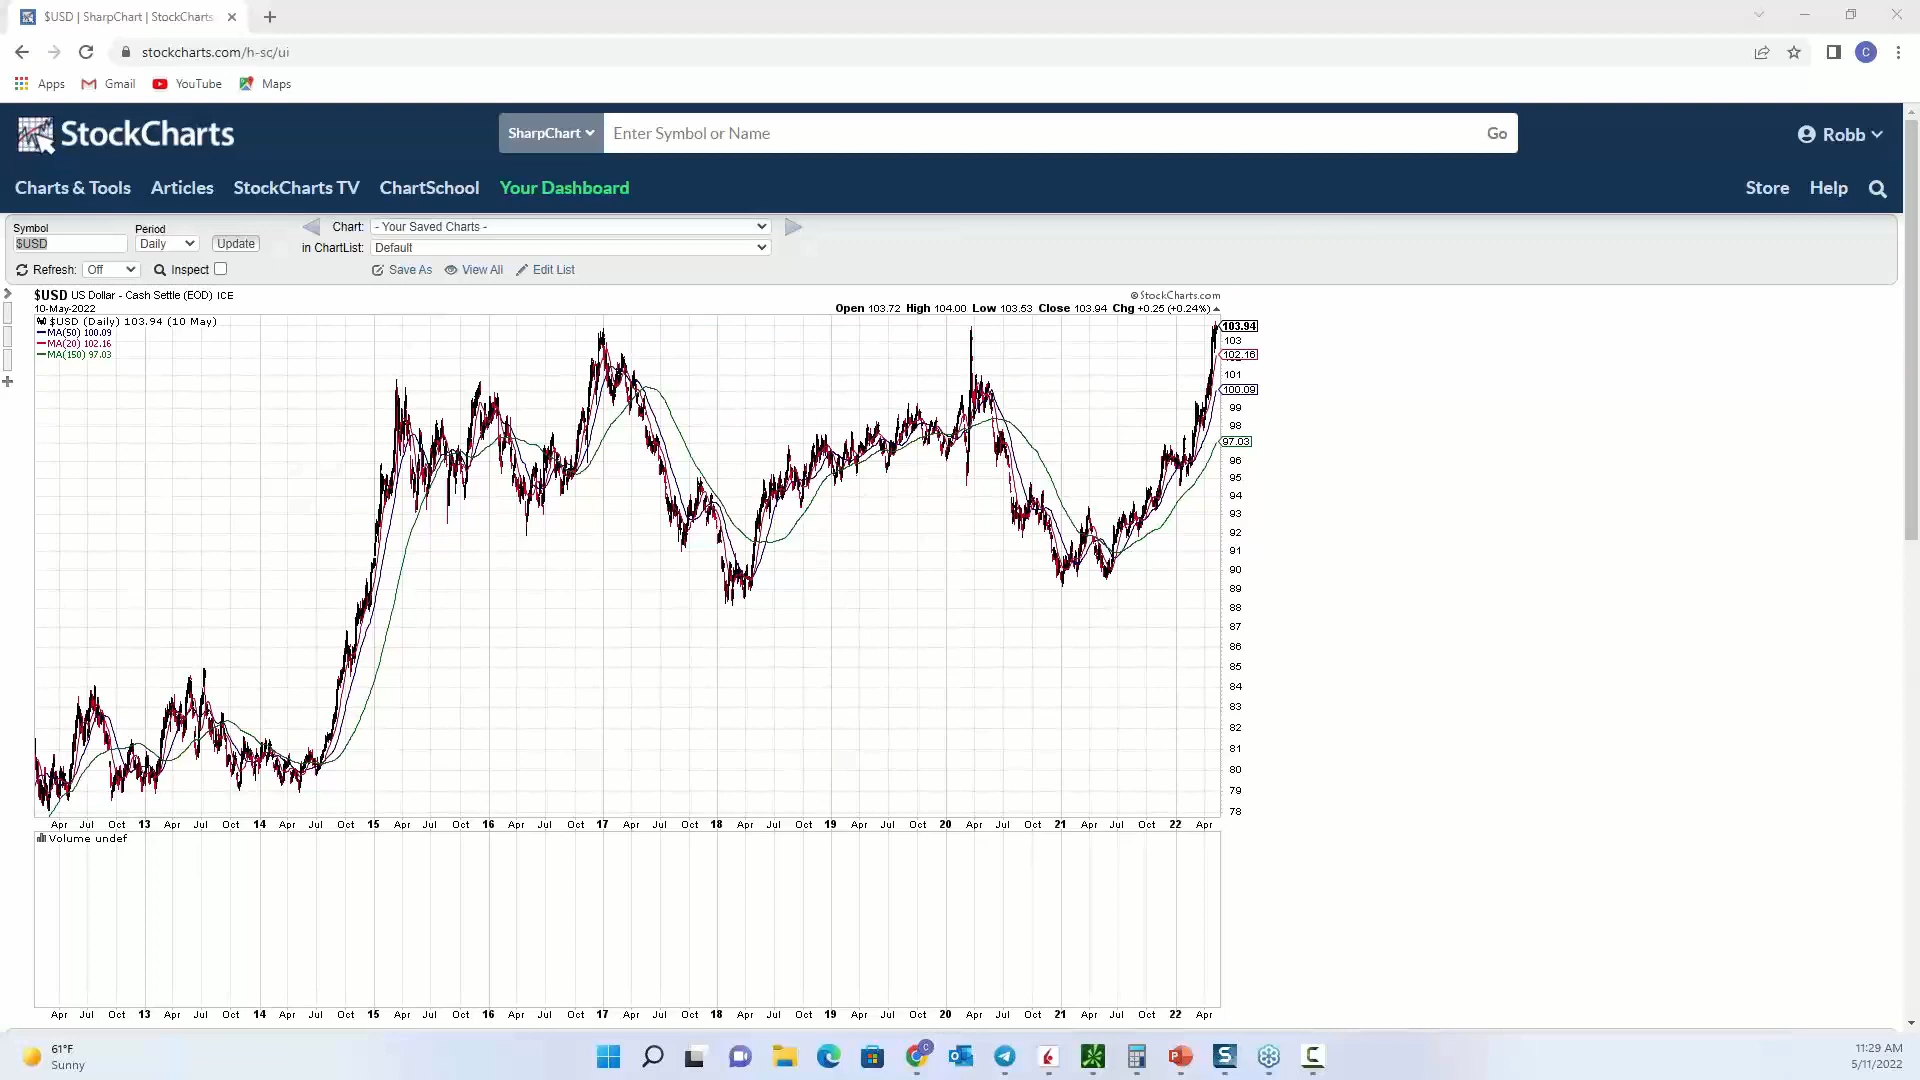 $USD | SharpChart | StockCharts
stockcharts.com/h-sc/ui
C
Apps Gmail YouTube Maps
StockCharts
SharpChart Enter Symbol or Name Go
Robb
Charts & Tools Articles StockCharts TV ChartSchool Your Dashboard Store Help
Symbol Period Chart: - Your Saved Charts -
$USD Daily Update in ChartList: Default
Refresh: Off Inspect Save As View All Edit List
$USD US Dollar - Cash Settle (EOD) ICE © StockCharts.com
10-May-2022 Open 103.72 High 104.00 Low 103.53 Close 103.94 Chg +0.25 (+0.24%)
$USD (Daily) 103.94 (10 May)
MA(50) 100.09
MA(20) 102.16
MA(150) 97.03
103.94
103
102.16
101
100.09
99
98
97.03
96
95
94
93
92
91
90
89
88
87
86
85
84
83
82
81
80
79
78
Apr Jul Oct 13 Apr Jul Oct 14 Apr Jul Oct 15 Apr Jul Oct 16 Apr Jul Oct 17 Apr Jul Oct 18 Apr Jul Oct 19 Apr Jul Oct 20 Apr Jul Oct 21 Apr Jul Oct 22 Apr
Volume undef
Apr Jul Oct 13 Apr Jul Oct 14 Apr Jul Oct 15 Apr Jul Oct 16 Apr Jul Oct 17 Apr Jul Oct 18 Apr Jul Oct 19 Apr Jul Oct 20 Apr Jul Oct 21 Apr Jul Oct 22 Apr
61°F
Sunny
11:29 AM
5/11/2022